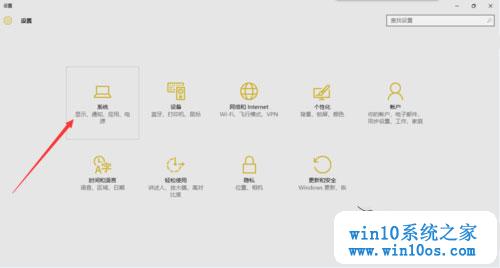 设置
设置
查找设置
系统
显示、通知、应用、电
源
设备
蓝牙、打印机、鼠标
网络和 Internet
Wi-Fi、飞行模式、VPN
个性化
背景、锁屏、颜色
帐户
你的帐户、电子邮件、
同步设置、工作、家庭
时间和语言
语言、区域、日期
轻松使用
讲述人、放大镜、高对
比度
隐私
位置、相机
更新和安全
Windows 更新、
win10系统之家
www.win10os.com